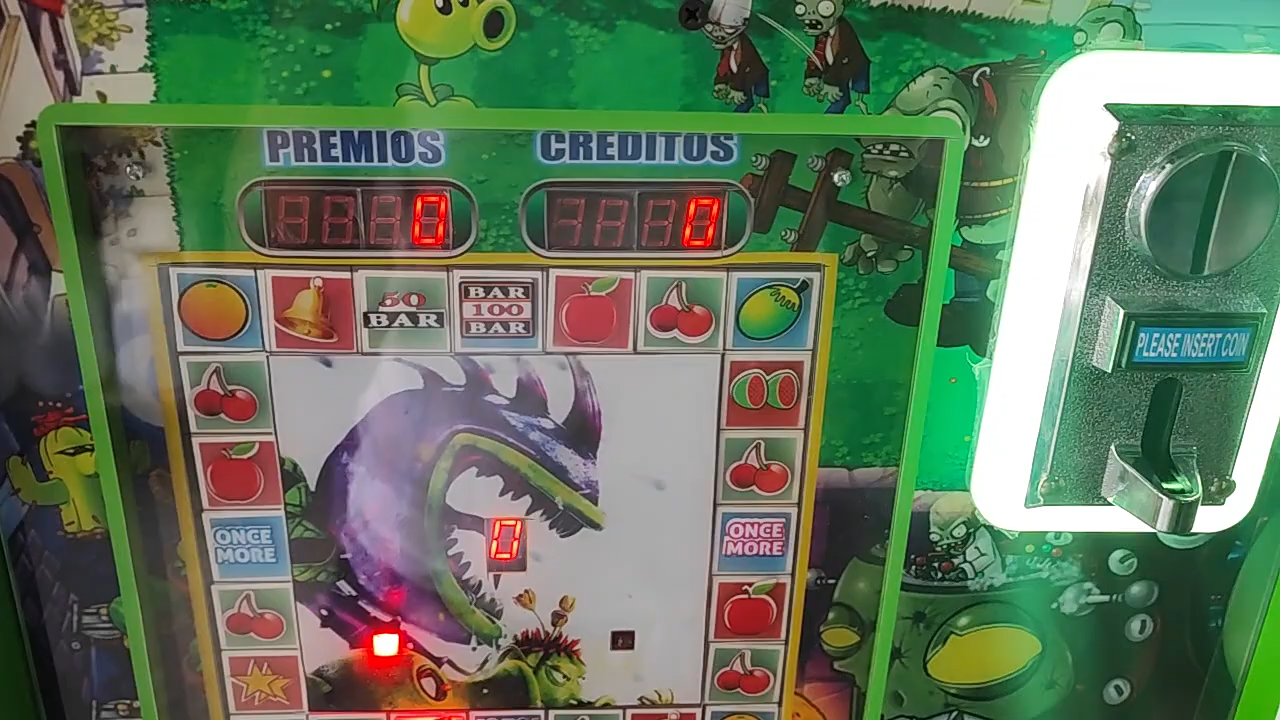 PREMIOS
CREDITOS
0
0
50
BAR
BAR
100
BAR
PLEASE INSERT COIN
ONCE
MORE
0
ONCE
MORE